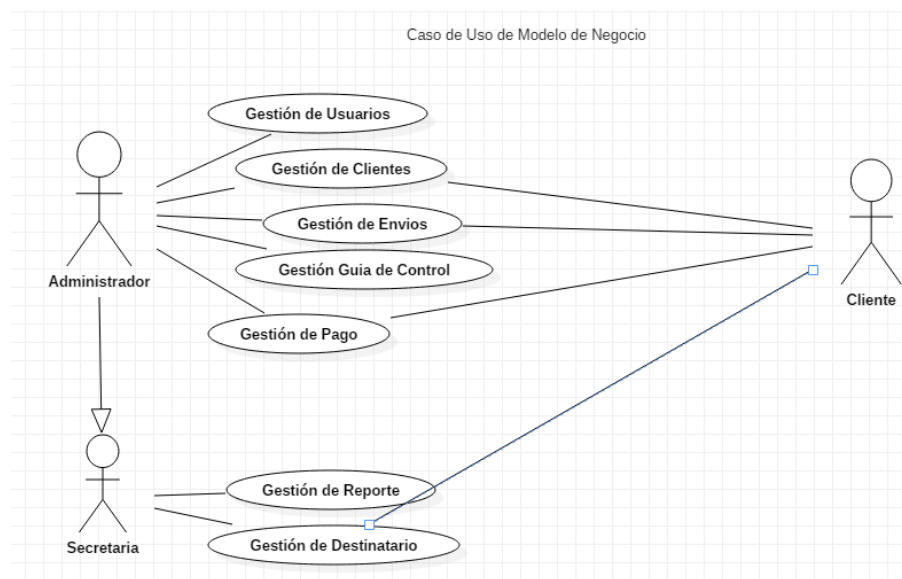 Caso de Uso de Modelo de Negocio
Gestión de Usuarios
Gestión de Clientes
Gestión de Envios
Gestión Guia de Control
Administrador
Cliente
Gestión de Pago
Gestión de Reporte
Gestión de Destinatario
Secretaria